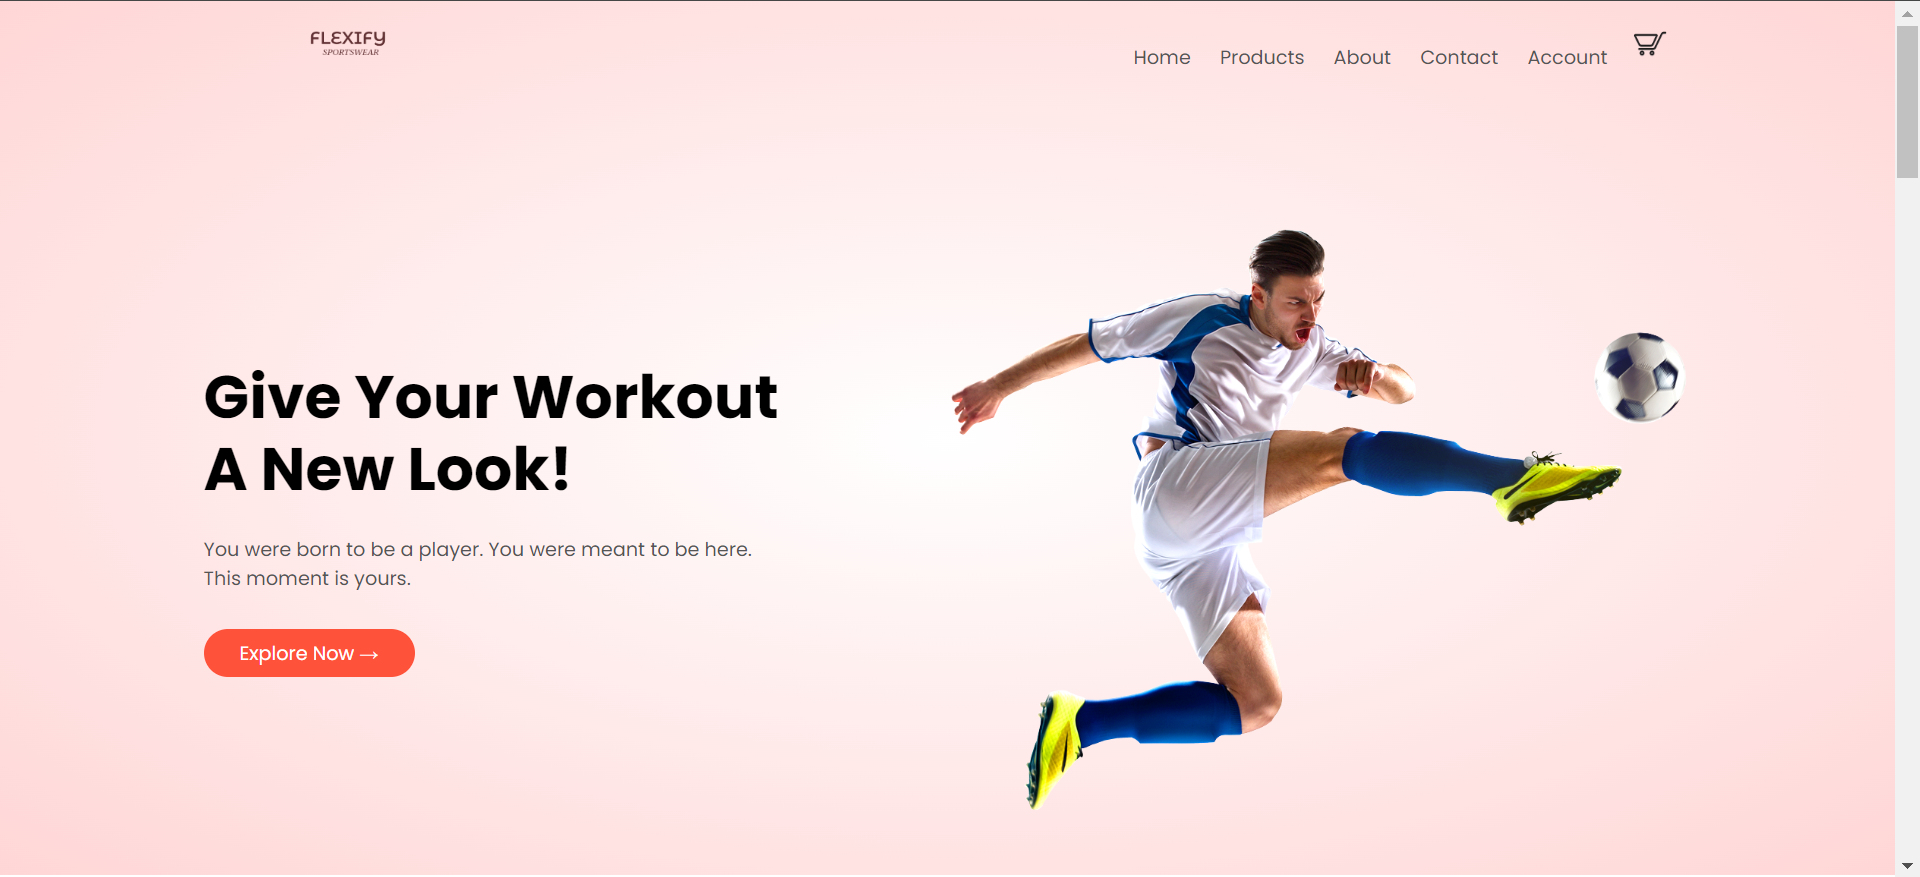 FLEXIFY
SPORTSWEAR
Home Products About Contact Account
Give Your Workout
A New Look!
You were born to be a player. You were meant to be here.
This moment is yours.
Explore Now →